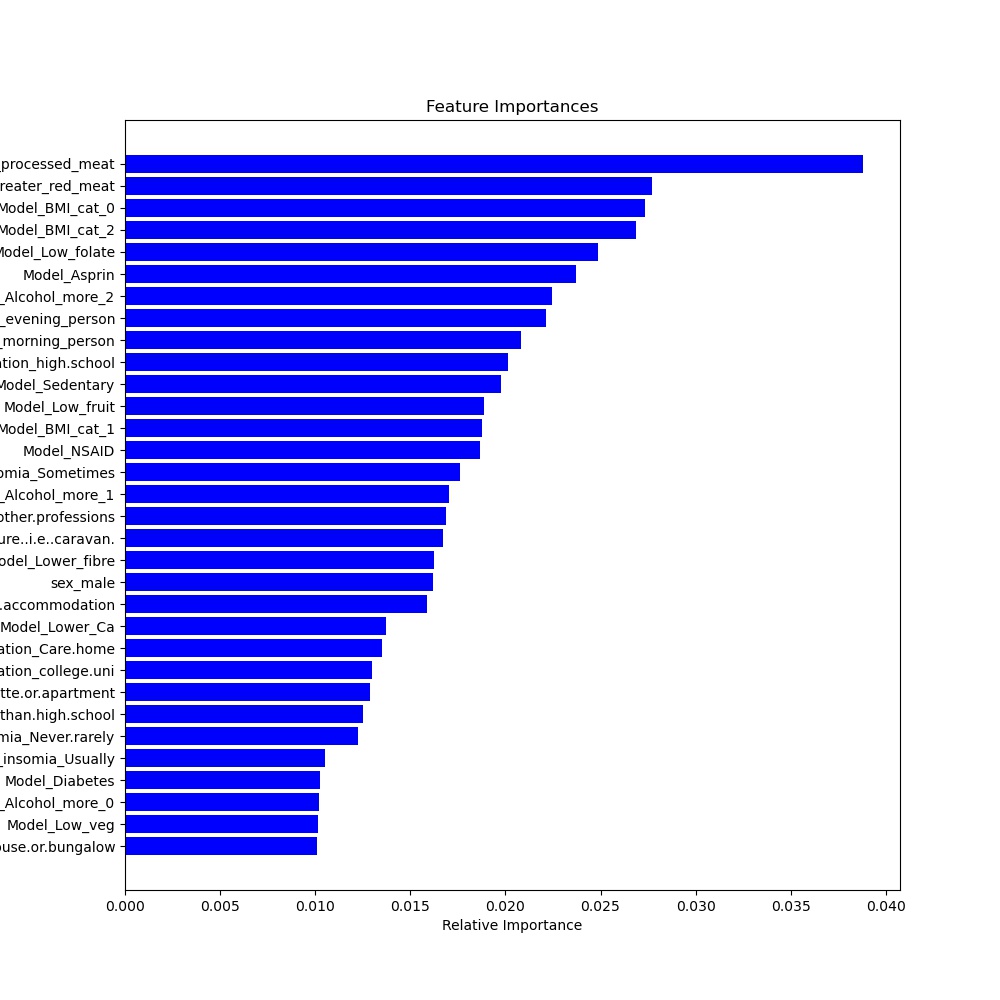 Feature Importances
processed_meat
reater_red_meat
Model_BMI_cat_0
Model_BMI_cat_2
Model_Low_folate
Model_Asprin
_Alcohol_more_2
_evening_person
_morning_person
ation_high.school
Model_Sedentary
Model_Low_fruit
Model_BMI_cat_1
Model_NSAID
omia_Sometimes
_Alcohol_more_1
other.professions
ure..i.e..caravan.
odel_Lower_fibre
sex_male
.accommodation
Model_Lower_Ca
ation_Care.home
ation_college.uni
tte.or.apartment
than.high.school
mia_Never.rarely
_insomia_Usually
Model_Diabetes
_Alcohol_more_0
Model_Low_veg
ouse.or.bungalow
0.000 0.005 0.010 0.015 0.020 0.025 0.030 0.035 0.040
Relative Importance